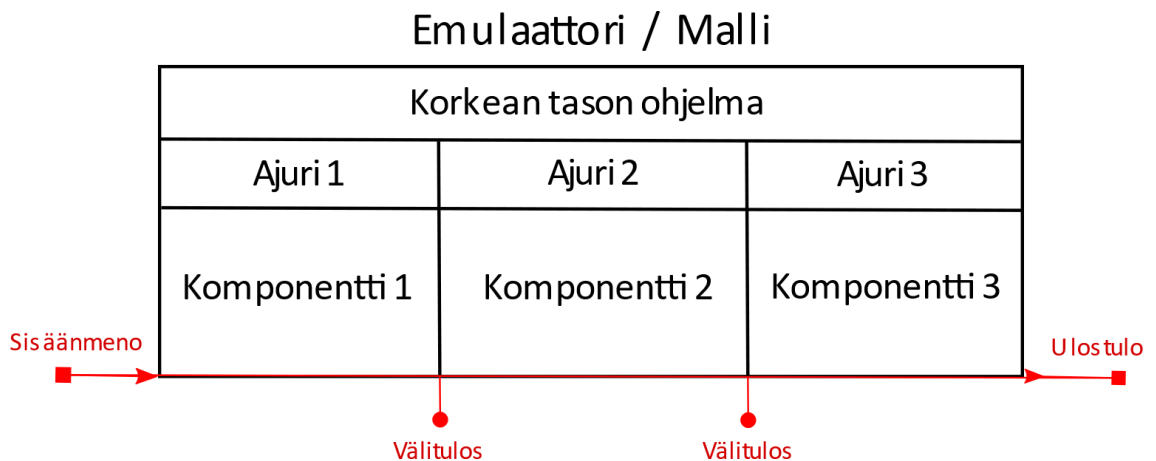 Emulaattori / Malli
Korkean tason ohjelma
Ajuri 1
Ajuri 2
Ajuri 3
Komponentti 1
Komponentti 2
Komponentti 3
Sisäänmeno
Ulostulo
Välitulos
Välitulos